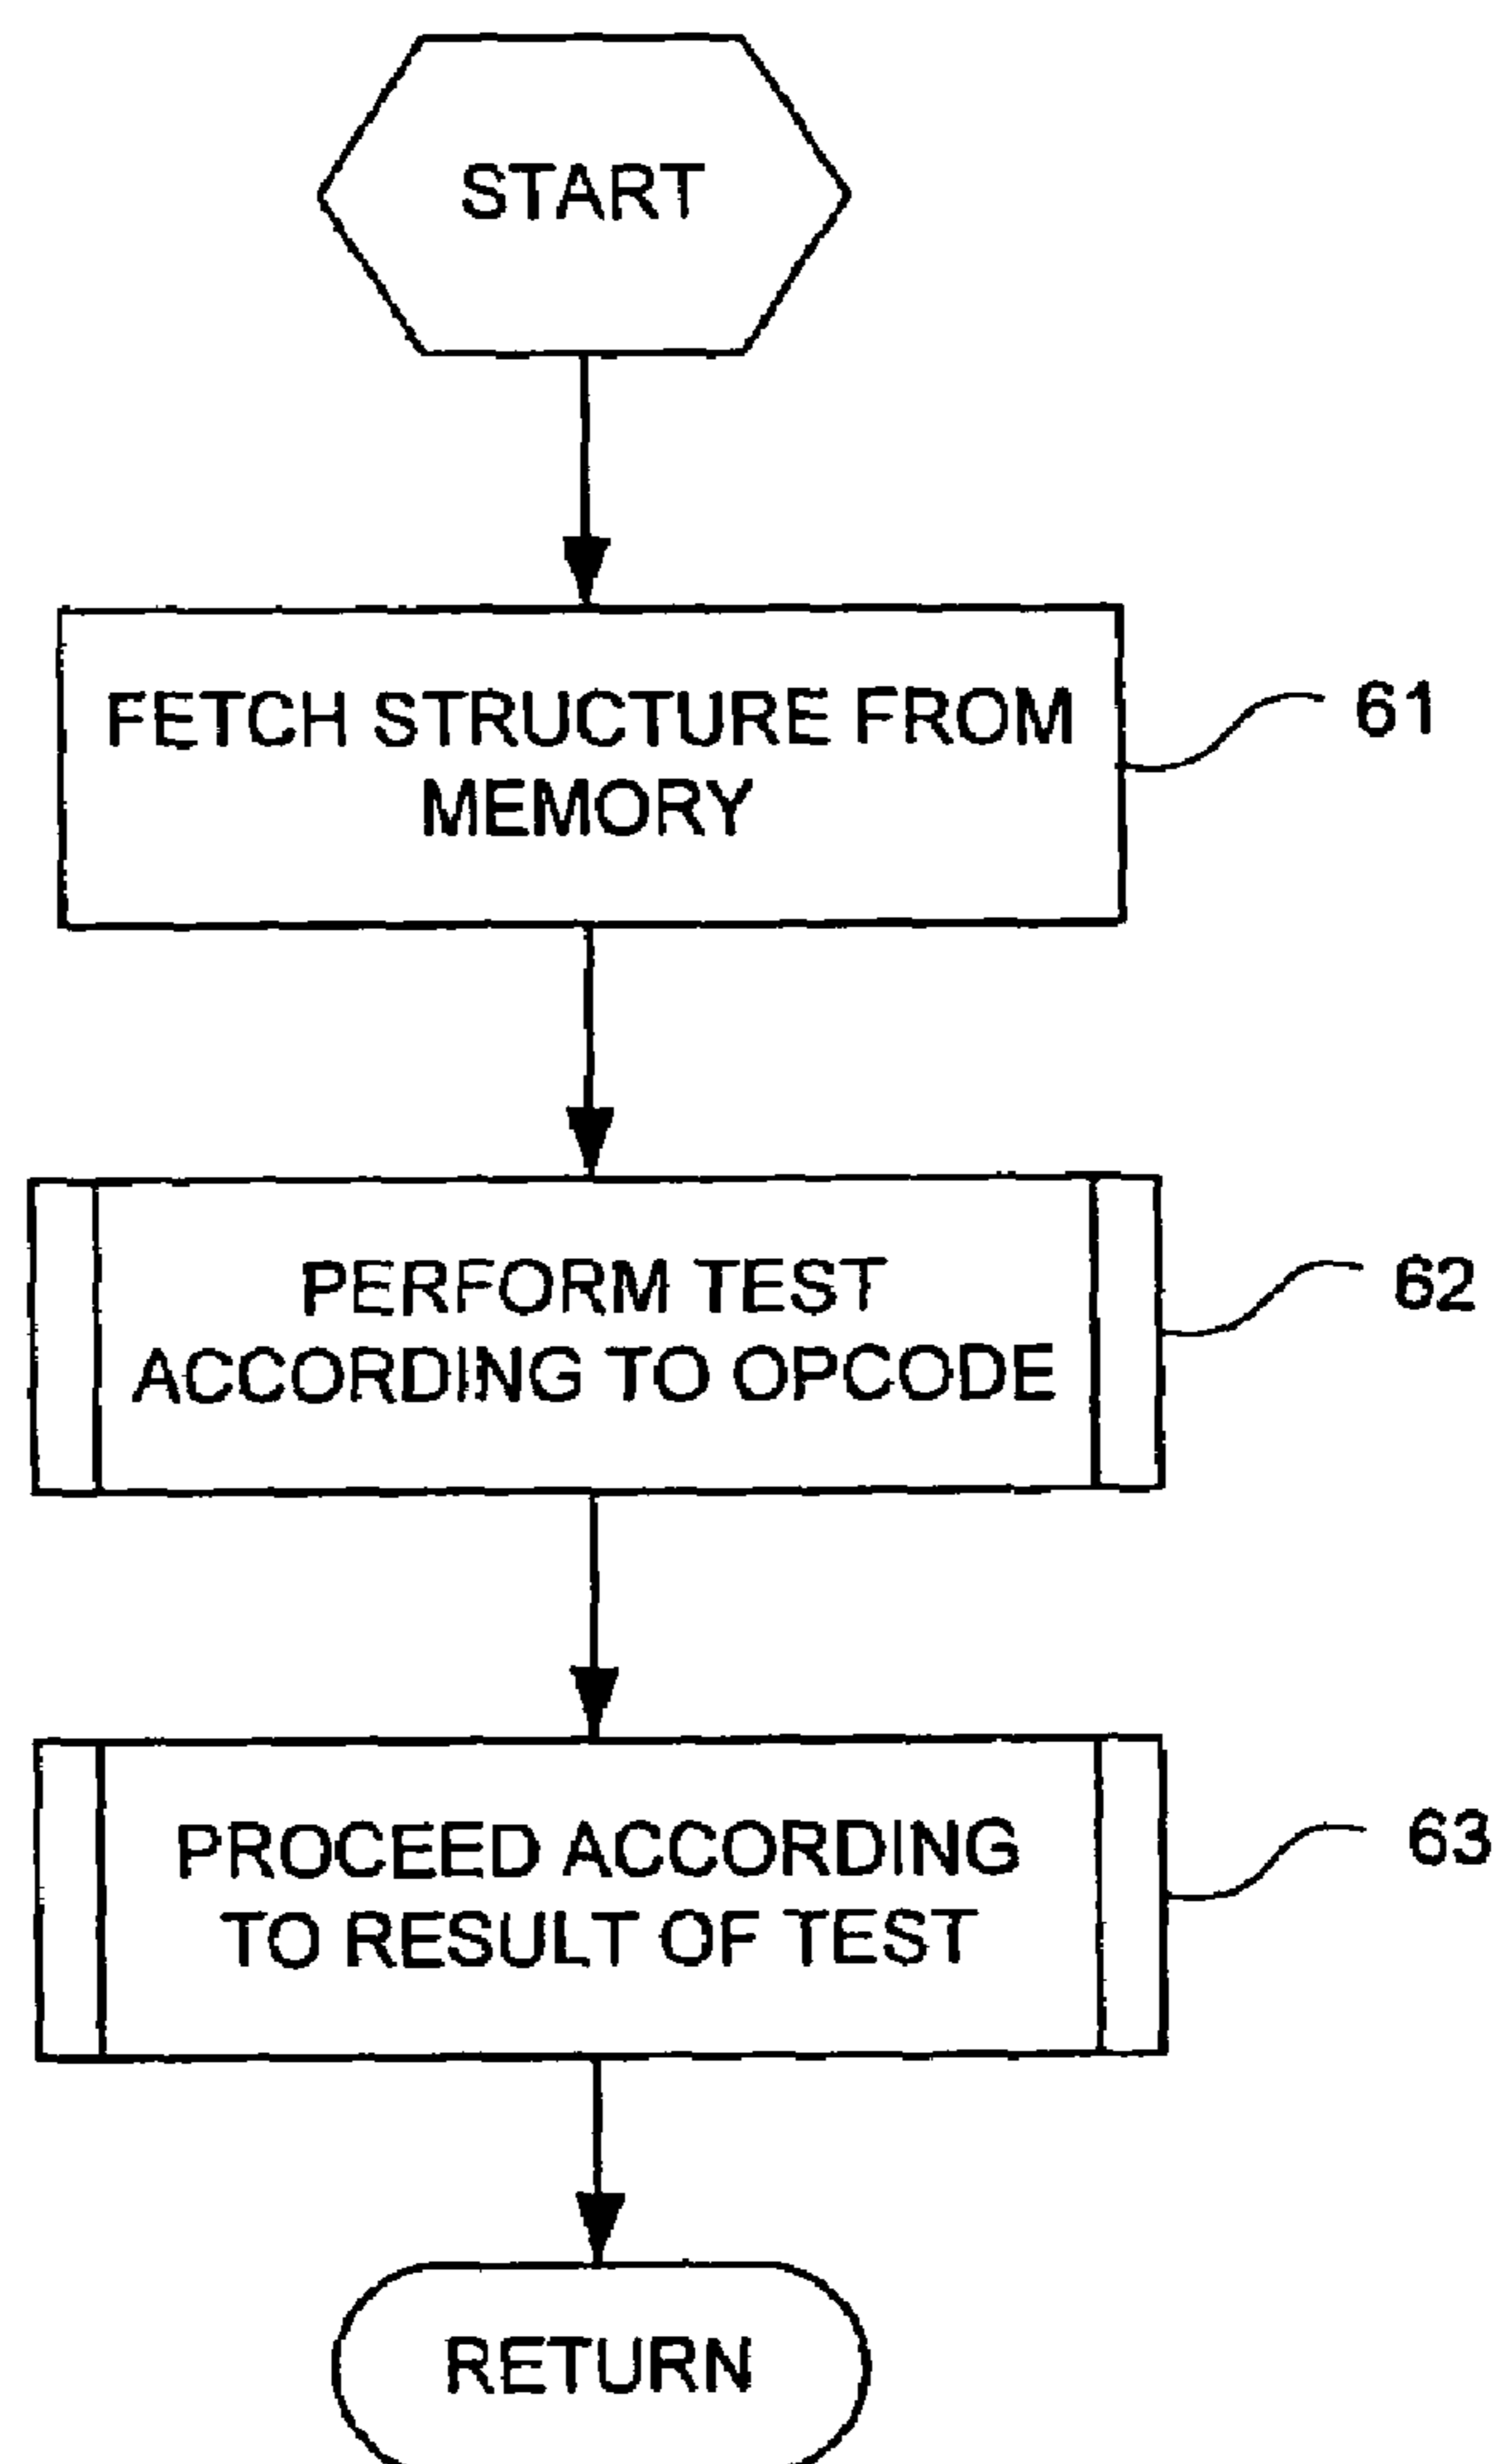 START
FETCH STRUCTURE FROM
MEMORY
61
PERFORM TEST
ACCORDING TO OPCODE
62
PROCEED ACCORDING
TO RESULT OF TEST
63
RETURN